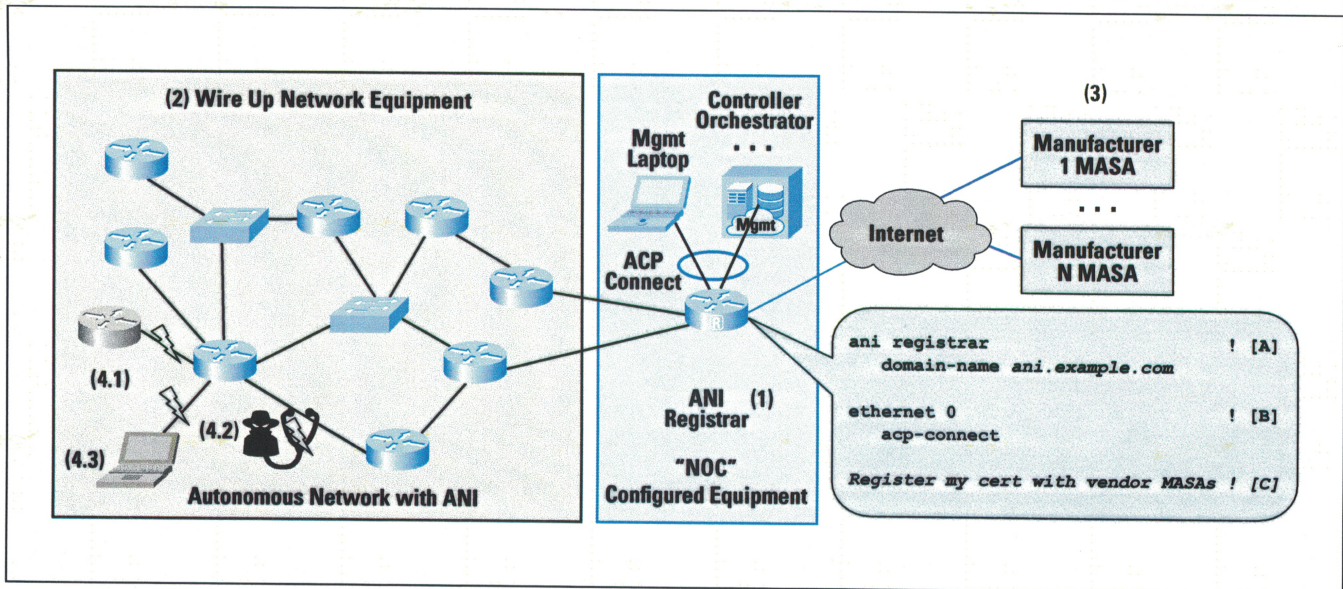 (2) Wire Up Network Equipment
(4.1)
(4.2)
(4.3)
Autonomous Network with ANI
Controller
Orchestrator
. . .
Mgmt
Laptop
Mgmt
ACP
Connect
R
ANI (1)
Registrar
"NOC"
Configured Equipment
Internet
(3)
Manufacturer
1 MASA
. . .
Manufacturer
N MASA
ani registrar ! [A]
domain-name ani.example.com
ethernet 0 ! [B]
acp-connect
Register my cert with vendor MASAs ! [C]